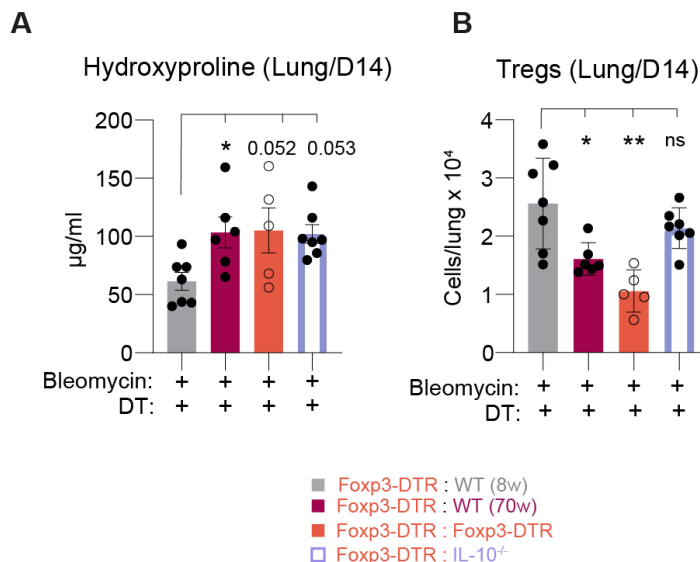 A
Hydroxyproline (Lung/D14)
200
150
100
50
0
µg/ml
* 0.052 0.053
Bleomycin: + + + +
DT: + + + +
B
Tregs (Lung/D14)
4
3
2
1
0
Cells/lung x 10⁴
* ** ns
Bleomycin: + + + +
DT: + + + +
Foxp3-DTR : WT (8w)
Foxp3-DTR : WT (70w)
Foxp3-DTR : Foxp3-DTR
Foxp3-DTR : IL-10⁻/⁻